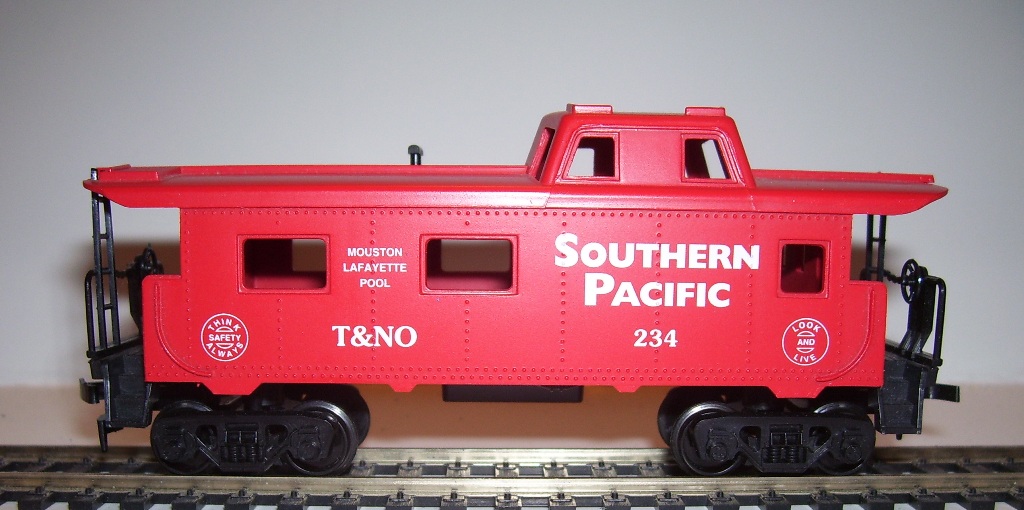 MOUSTON
LAFAYETTE
POOL
SOUTHERN
PACIFIC
T&NO
234
THINK
SAFETY
ALWAYS
LOOK
AND
LIVE